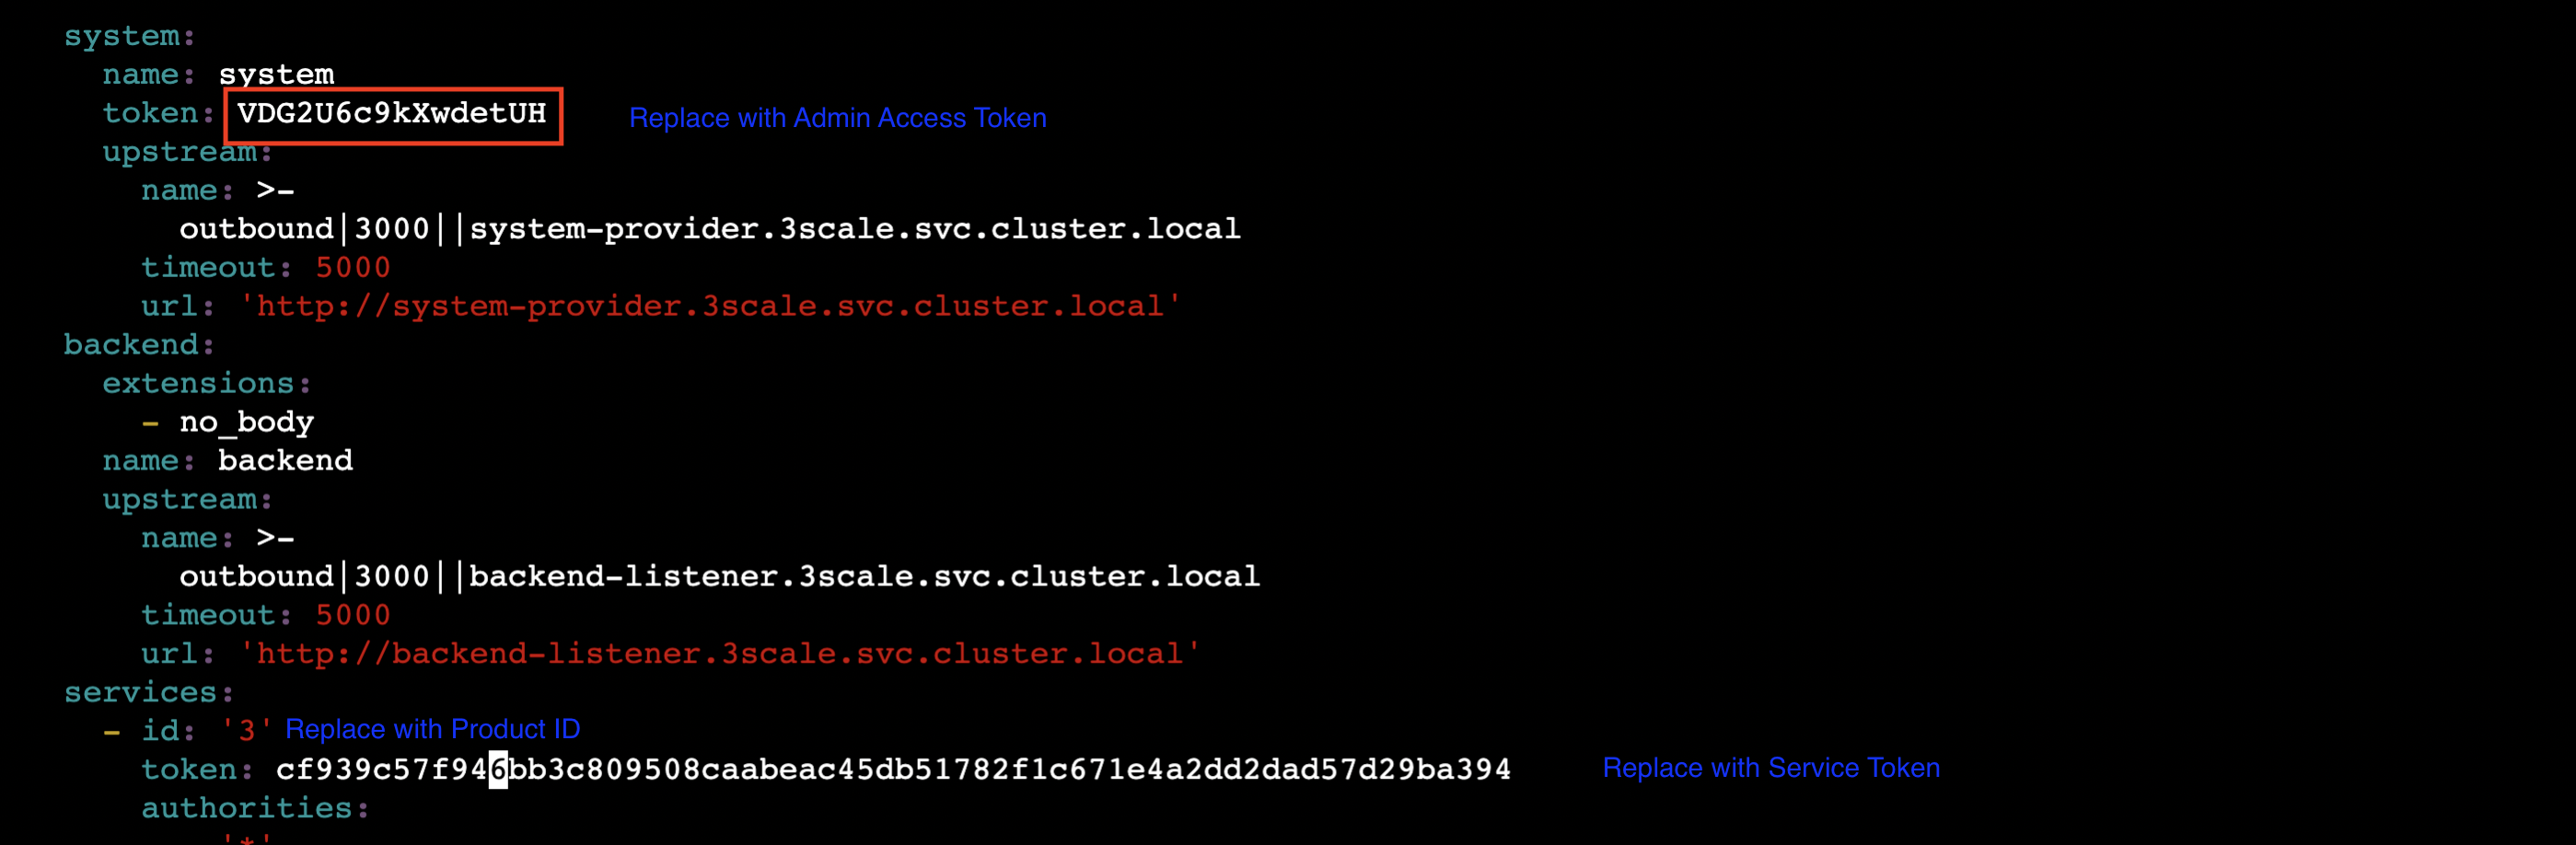 system:
name: system
token: VDG2U6c9kXwdetUH Replace with Admin Access Token
upstream:
name: >-
outbound|3000||system-provider.3scale.svc.cluster.local
timeout: 5000
url: 'http://system-provider.3scale.svc.cluster.local'
backend:
extensions:
- no_body
name: backend
upstream:
name: >-
outbound|3000||backend-listener.3scale.svc.cluster.local
timeout: 5000
url: 'http://backend-listener.3scale.svc.cluster.local'
services:
- id: '3' Replace with Product ID
token: cf939c57f946bb3c809508caabeac45db51782f1c671e4a2dd2dad57d29ba394 Replace with Service Token
authorities:
'*'